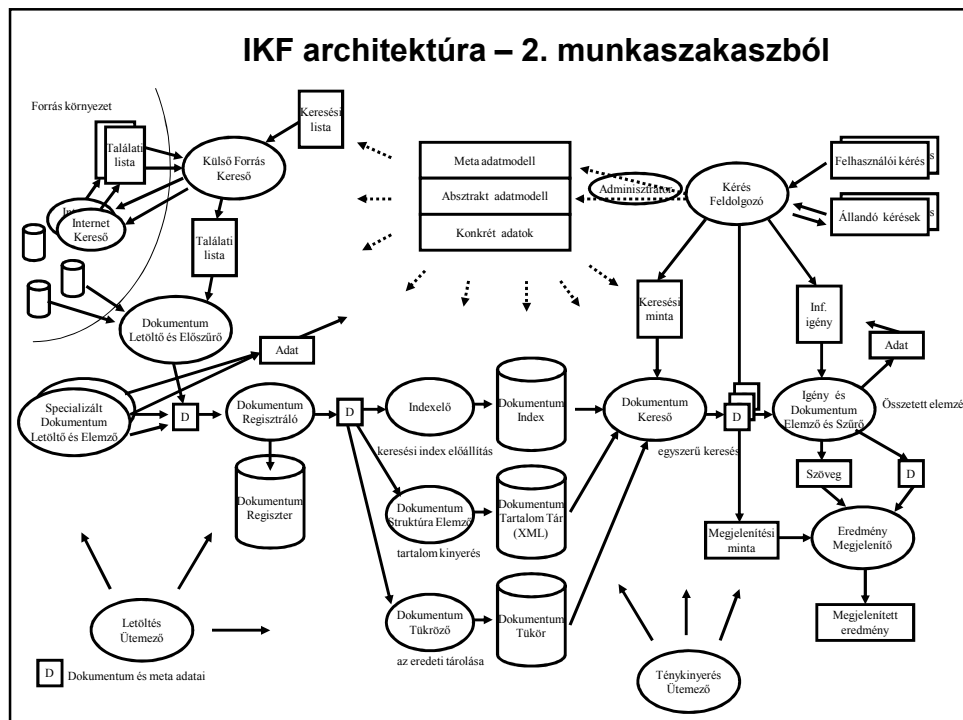 IKF architektúra – 2. munkaszakaszból
Forrás környezet
Találati
lista
Külső Forrás
Kereső
Keresési
lista
Internet
Kereső
Találati
lista
Meta adatmodell
Absztrakt adatmodell
Konkrét adatok
Adminisztrátor
Kérés
Feldolgozó
Felhasználói kérés
Állandó kérések
Dokumentum
Letöltő és Előszűrő
Adat
Keresési
minta
Inf.
igény
Adat
Specializált
Dokumentum
Letöltő és Elemző
D
Dokumentum
Regisztráló
D
Indexelő
keresési index előállítás
Dokumentum
Index
Dokumentum
Kereső
D
egyszerű keresés
Igény és
Dokumentum
Elemző és Szűrő
Összetett elemzé
Dokumentum
Regiszter
Dokumentum
Struktúra Elemző
tartalom kinyerés
Dokumentum
Tartalom Tár
(XML)
Szöveg
D
Megjelenítési
minta
Eredmény
Megjelenítő
Letöltés
Ütemező
Dokumentum
Tükröző
az eredeti tárolása
Dokumentum
Tükör
Megjelenített
eredmény
Ténykinyerés
Ütemező
D
Dokumentum és meta adatai